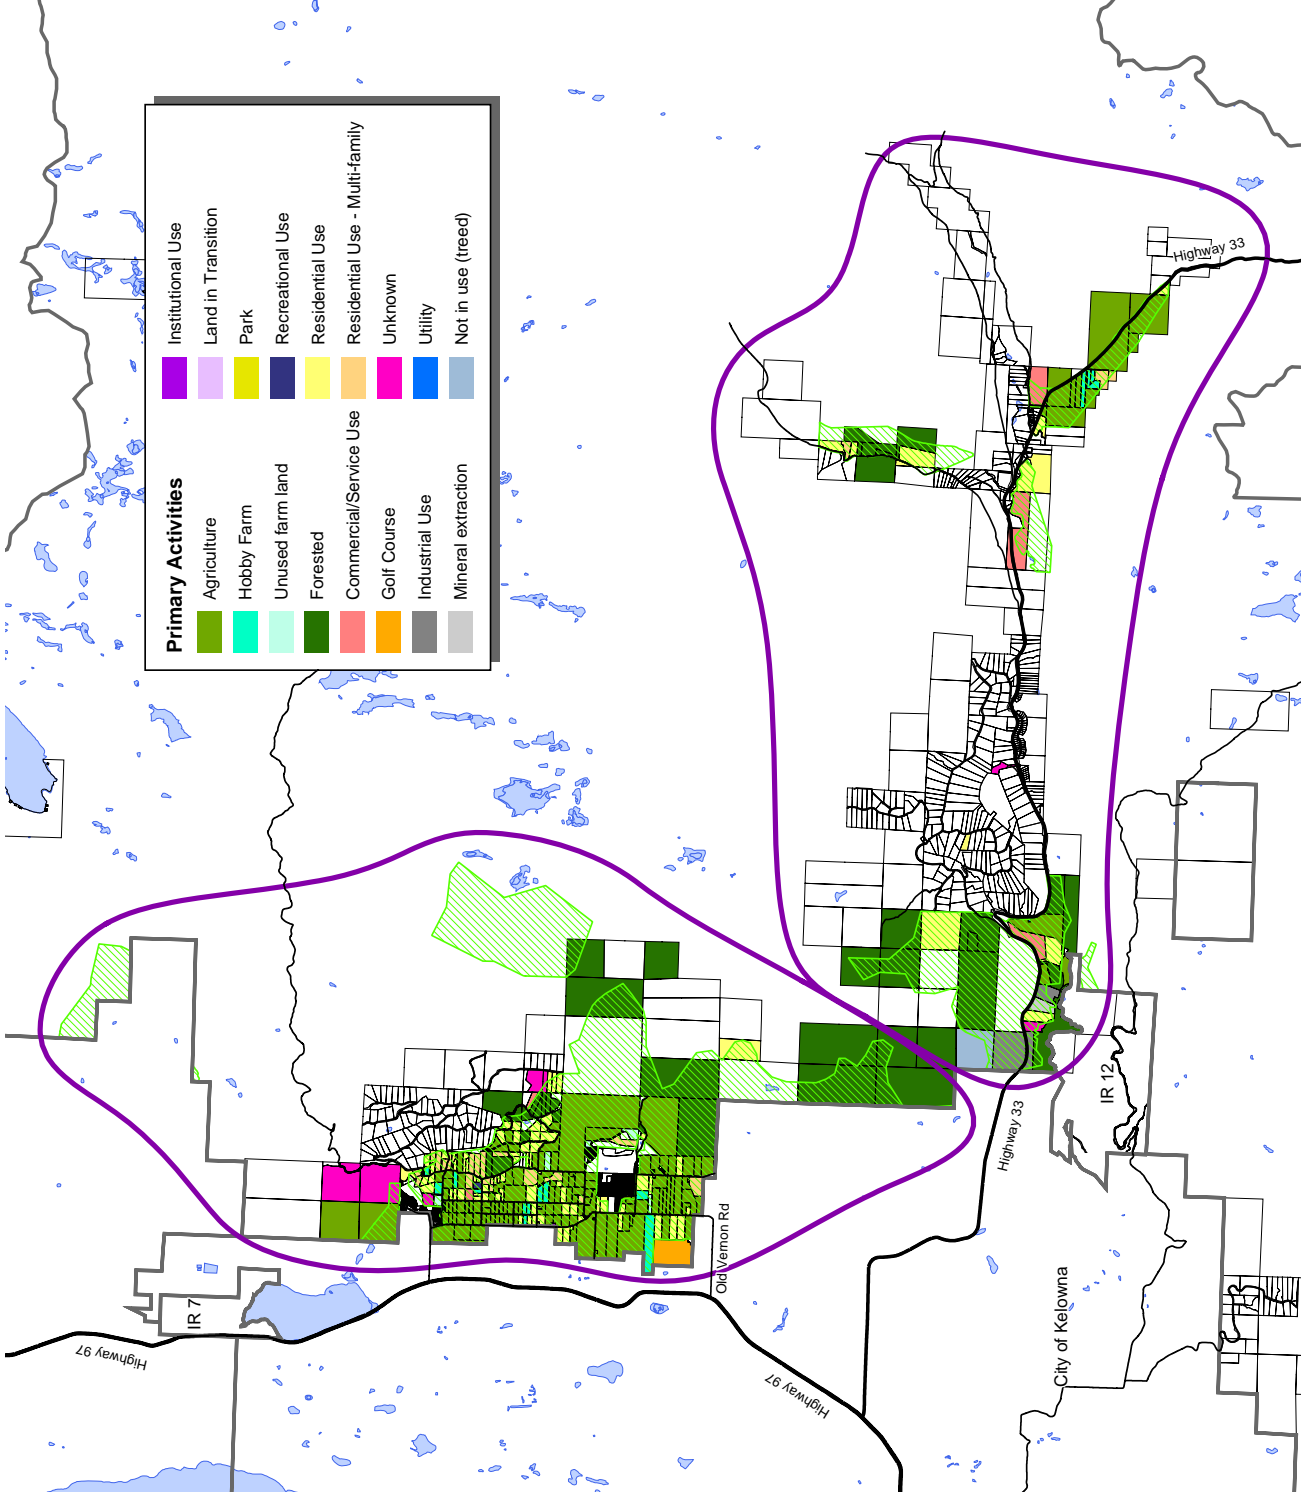 Primary Activities
Agriculture
Hobby Farm
Unused farm land
Forested
Commercial/Service Use
Golf Course
Industrial Use
Mineral extraction
Institutional Use
Land in Transition
Park
Recreational Use
Residential Use
Residential Use - Multi-family
Unknown
Utility
Not in use (treed)
Highway 33
Highway 33
IR 12
Old Vernon Rd
IR 7
Highway 97
Highway 97
City of Kelowna